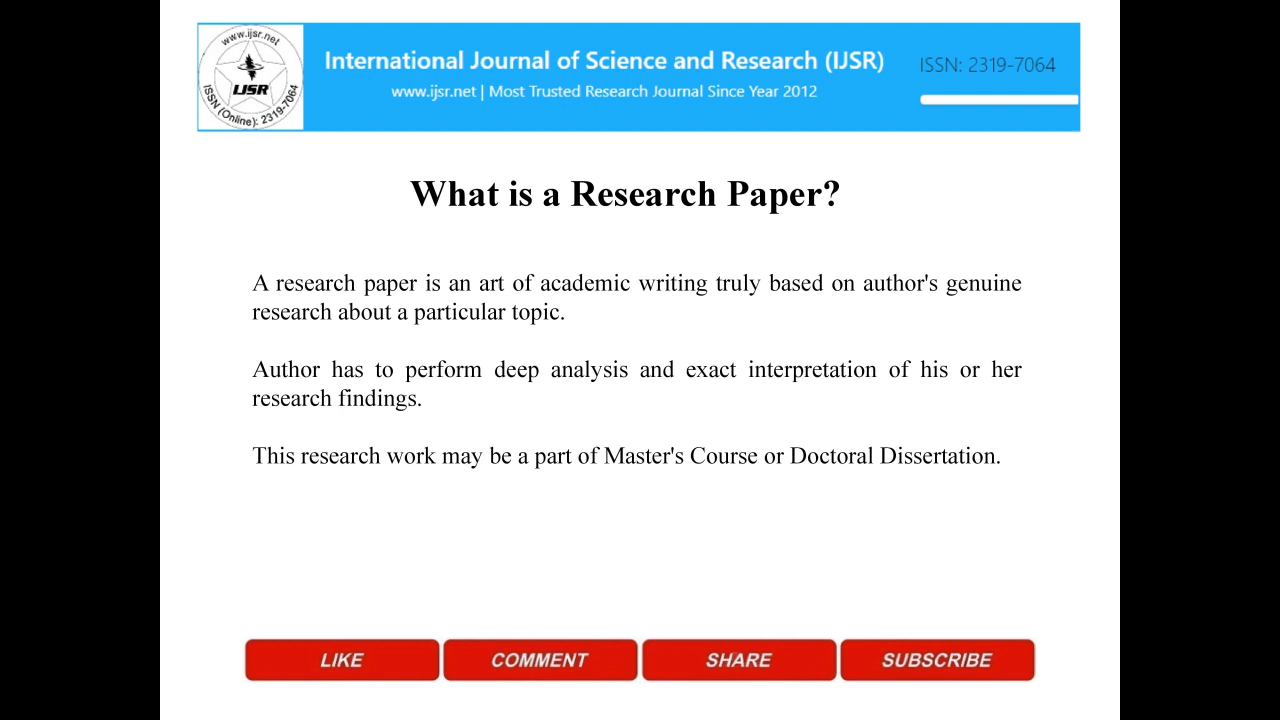 www.ijsr.net
IJSR
ISSN (Online): 2319-7064
International Journal of Science and Research (IJSR)
www.ijsr.net | Most Trusted Research Journal Since Year 2012
ISSN: 2319-7064
What is a Research Paper?
A research paper is an art of academic writing truly based on author's genuine
research about a particular topic.
Author has to perform deep analysis and exact interpretation of his or her
research findings.
This research work may be a part of Master's Course or Doctoral Dissertation.
LIKE
COMMENT
SHARE
SUBSCRIBE